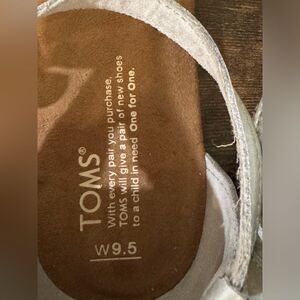 TOMS®
With every pair you purchase,
TOMS will give a pair of new shoes
to a child in need. One for One.
W9.5